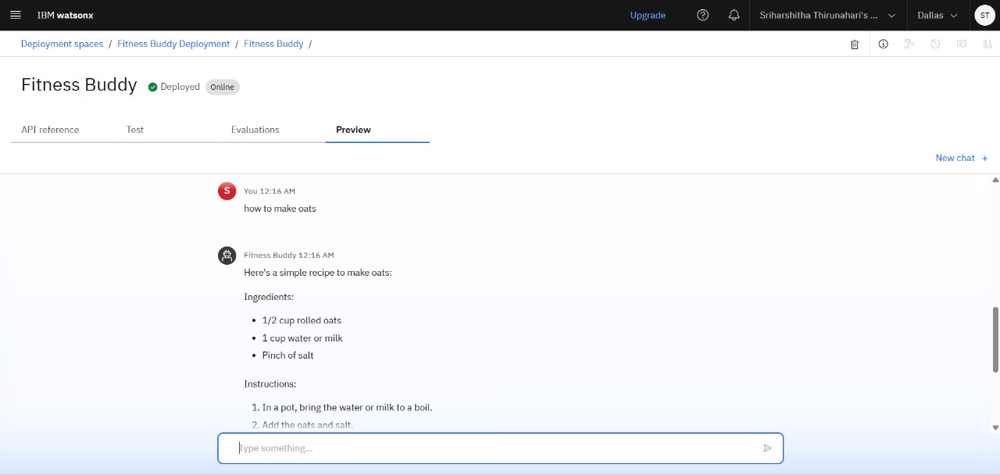 IBM watsonx
Upgrade
Sriharshitha Thirunahari's ...
Dallas
ST
Deployment spaces / Fitness Buddy Deployment / Fitness Buddy /
Fitness Buddy
Deployed
Online
API reference
Test
Evaluations
Preview
New chat +
S
You 12:16 AM
how to make oats
Fitness Buddy 12:16 AM
Here's a simple recipe to make oats:
Ingredients:
• 1/2 cup rolled oats
• 1 cup water or milk
• Pinch of salt
Instructions:
1. In a pot, bring the water or milk to a boil.
2. Add the oats and salt.
Type something...